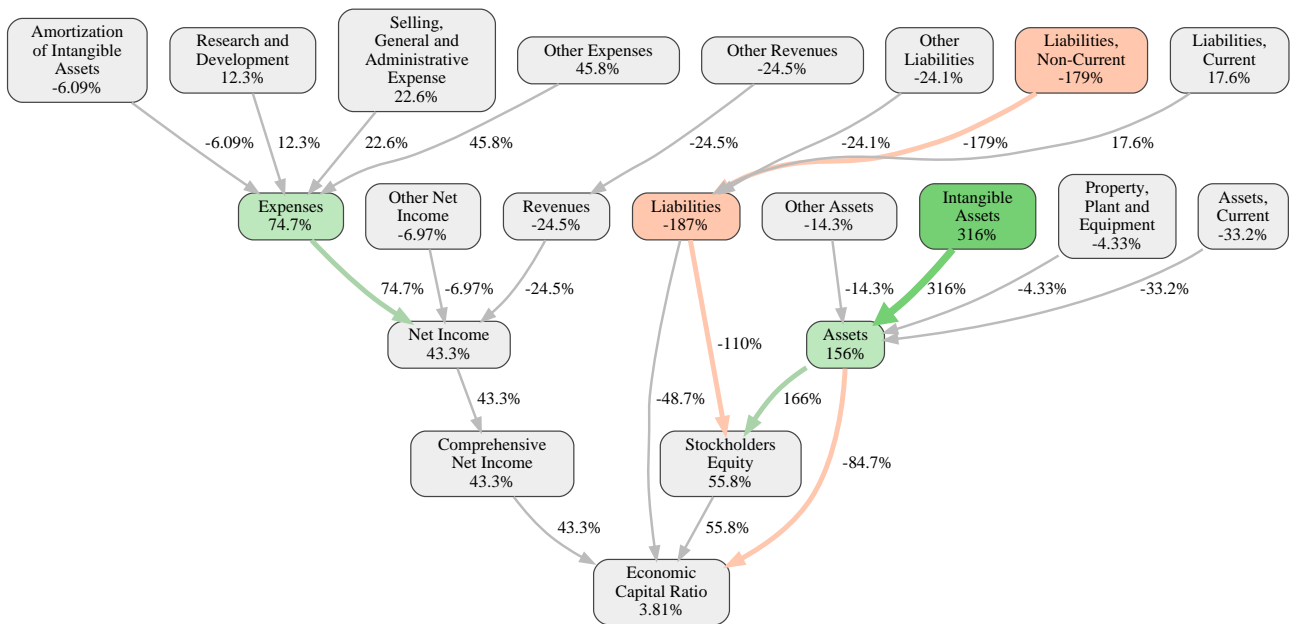 Amortization
of Intangible
Assets
-6.09%
Research and
Development
12.3%
Selling,
General and
Administrative
Expense
22.6%
Other Expenses
45.8%
Other Revenues
-24.5%
Other
Liabilities
-24.1%
Liabilities,
Non-Current
-179%
Liabilities,
Current
17.6%
-6.09%
12.3%
22.6%
45.8%
-24.5%
-24.1%
-179%
17.6%
Expenses
74.7%
Other Net
Income
-6.97%
Revenues
-24.5%
Liabilities
-187%
Other Assets
-14.3%
Intangible
Assets
316%
Property,
Plant and
Equipment
-4.33%
Assets,
Current
-33.2%
74.7%
-6.97%
-24.5%
-14.3%
316%
-4.33%
-33.2%
Net Income
43.3%
-110%
Assets
156%
43.3%
-48.7%
166%
Comprehensive
Net Income
43.3%
Stockholders
Equity
55.8%
-84.7%
43.3%
55.8%
Economic
Capital Ratio
3.81%